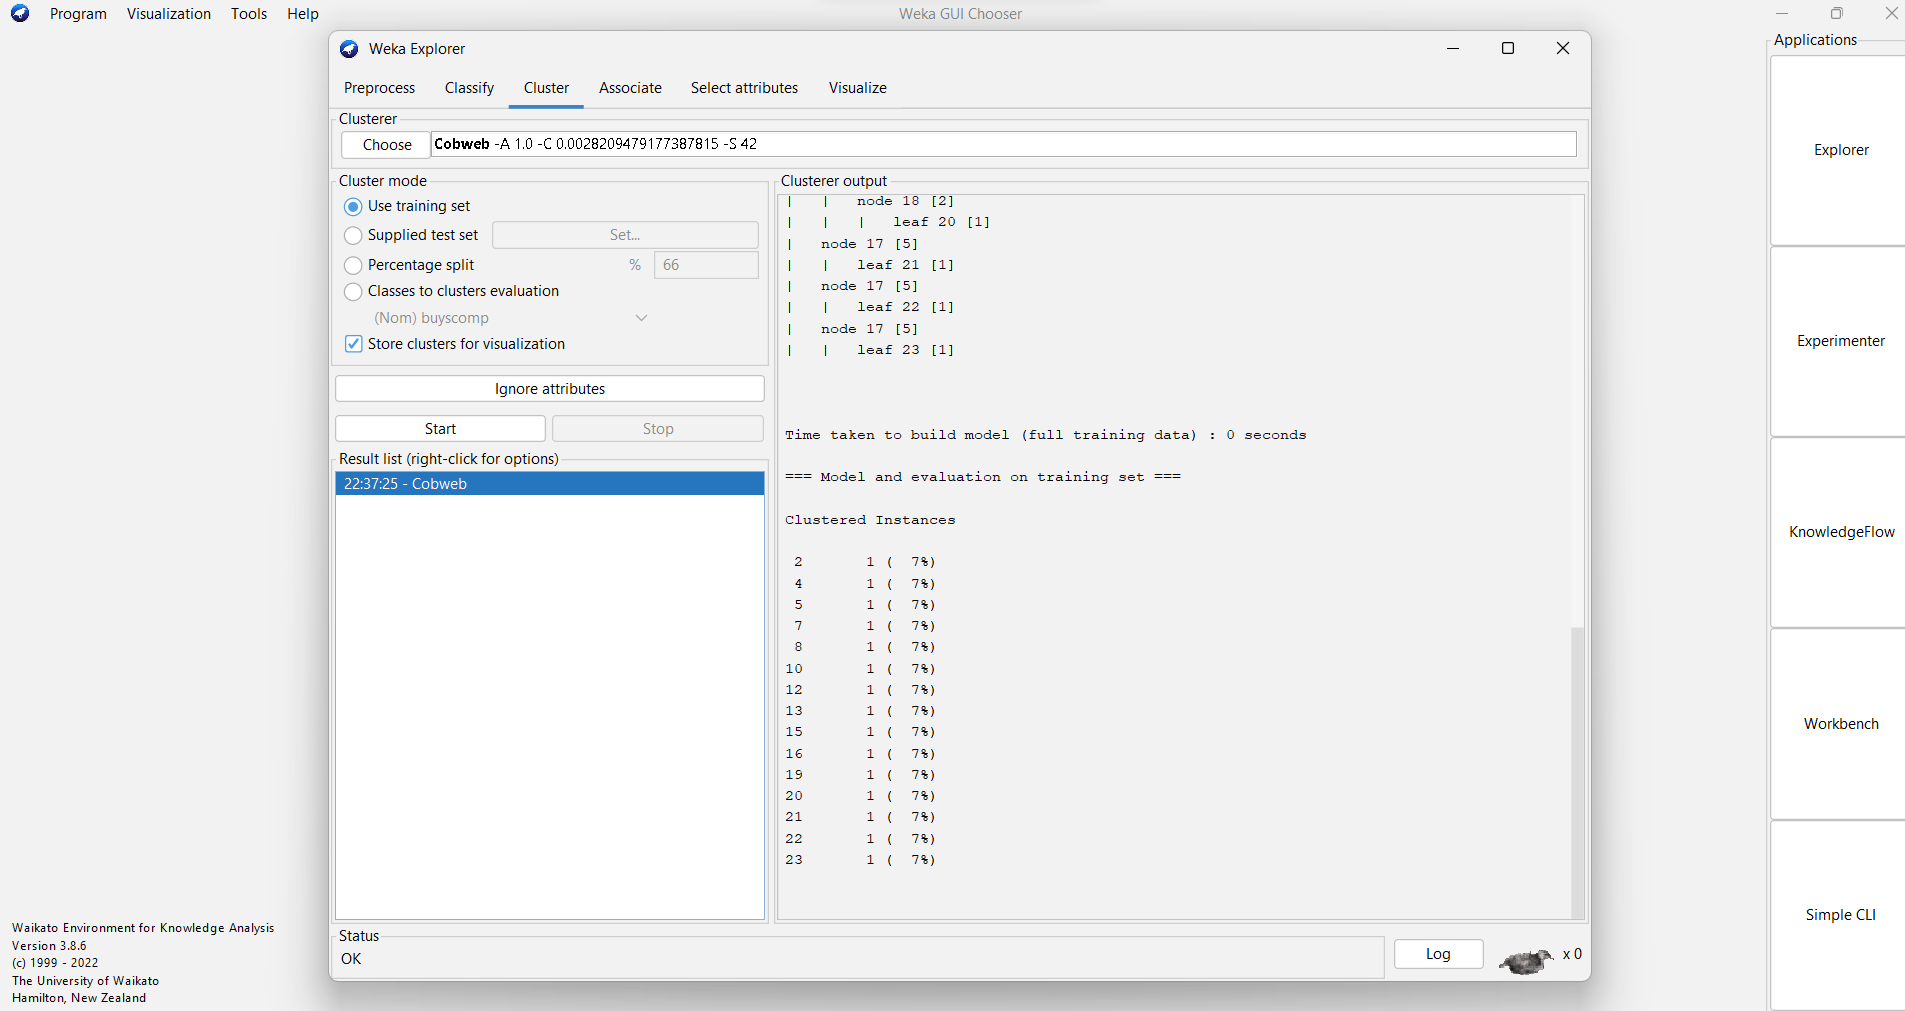 Program Visualization Tools Help Weka GUI Chooser
Weka Explorer
Preprocess Classify Cluster Associate Select attributes Visualize
Clusterer
Choose Cobweb -A 1.0 -C 0.0028209479177387815 -S 42
Cluster mode
Use training set
Supplied test set Set...
Percentage split % 66
Classes to clusters evaluation
(Nom) buyscomp
Store clusters for visualization
Ignore attributes
Start Stop
Result list (right-click for options)
22:37:25 - Cobweb
Clusterer output
| | node 18 [2]
| | | leaf 20 [1]
| node 17 [5]
| | leaf 21 [1]
| node 17 [5]
| | leaf 22 [1]
| node 17 [5]
| | leaf 23 [1]
Time taken to build model (full training data) : 0 seconds
=== Model and evaluation on training set ===
Clustered Instances
2 1 ( 7%)
4 1 ( 7%)
5 1 ( 7%)
7 1 ( 7%)
8 1 ( 7%)
10 1 ( 7%)
12 1 ( 7%)
13 1 ( 7%)
15 1 ( 7%)
16 1 ( 7%)
19 1 ( 7%)
20 1 ( 7%)
21 1 ( 7%)
22 1 ( 7%)
23 1 ( 7%)
Status
OK
Log x 0
Applications
Explorer
Experimenter
KnowledgeFlow
Workbench
Simple CLI
Waikato Environment for Knowledge Analysis
Version 3.8.6
(c) 1999 - 2022
The University of Waikato
Hamilton, New Zealand